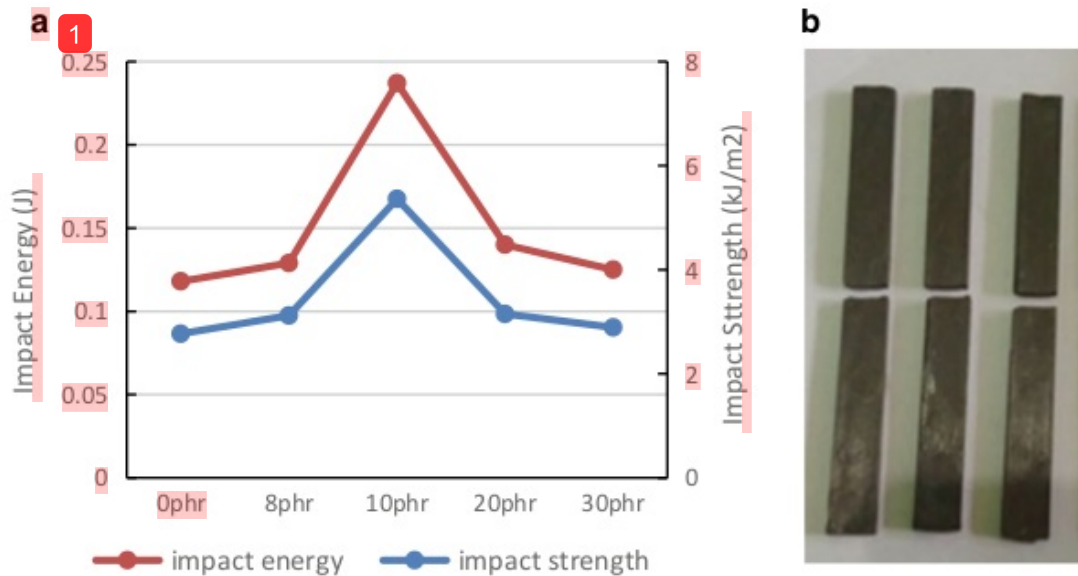 a
1
b
0.25
0.2
0.15
0.1
0.05
0
Impact Energy (J)
8
6
4
2
0
Impact Sttrength (kJ/m2)
0phr 8phr 10phr 20phr 30phr
impact energy impact strength